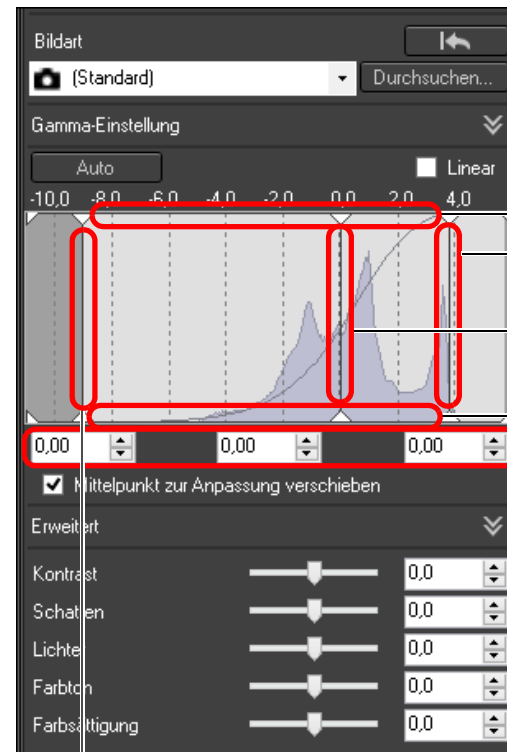 Bildart
(Standard)
Durchsuchen...
Gamma-Einstellung
Auto
Linear
-10,0 -8,0 -6,0 -4,0 -2,0 0,0 2,0 4,0
0,00 0,00 0,00
Mittelpunkt zur Anpassung verschieben
Erweitert
Kontrast 0,0
Schatten 0,0
Lichter 0,0
Farbton 0,0
Farbsättigung 0,0